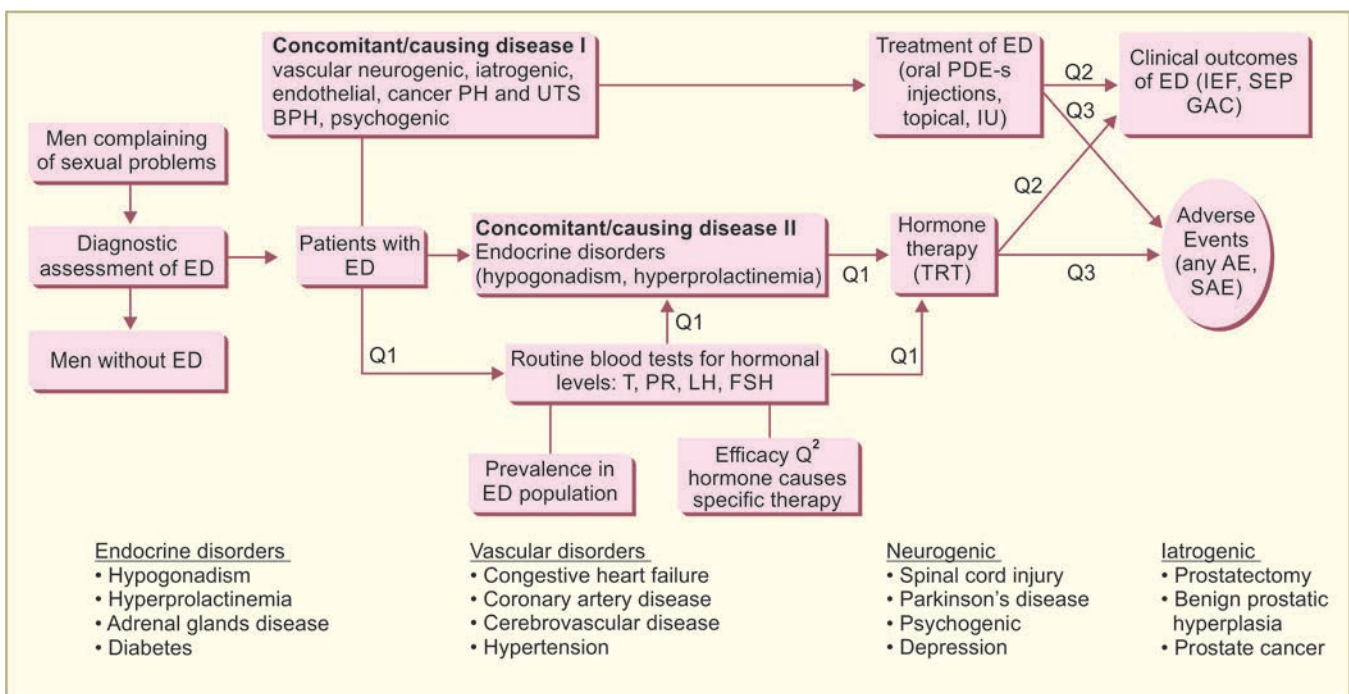 Concomitant/causing disease I
vascular neurogenic, iatrogenic,
endothelial, cancer PH and UTS
BPH, psychogenic
Treatment of ED
(oral PDE-s
injections,
topical, IU)
Q2
Q3
Clinical outcomes
of ED (IEF, SEP
GAC)
Men complaining
of sexual problems
Q2
Diagnostic
assessment of ED
Patients with
ED
Concomitant/causing disease II
Endocrine disorders
(hypogonadism, hyperprolactinemia)
Q1
Hormone
therapy
(TRT)
Q3
Adverse
Events
(any AE,
SAE)
Men without ED
Q1
Q1
Routine blood tests for hormonal
levels: T, PR, LH, FSH
Q1
Prevalence in
ED population
Efficacy Q²
hormone causes
specific therapy
Endocrine disorders
• Hypogonadism
• Hyperprolactinemia
• Adrenal glands disease
• Diabetes
Vascular disorders
• Congestive heart failure
• Coronary artery disease
• Cerebrovascular disease
• Hypertension
Neurogenic
• Spinal cord injury
• Parkinson's disease
• Psychogenic
• Depression
Iatrogenic
• Prostatectomy
• Benign prostatic
hyperplasia
• Prostate cancer